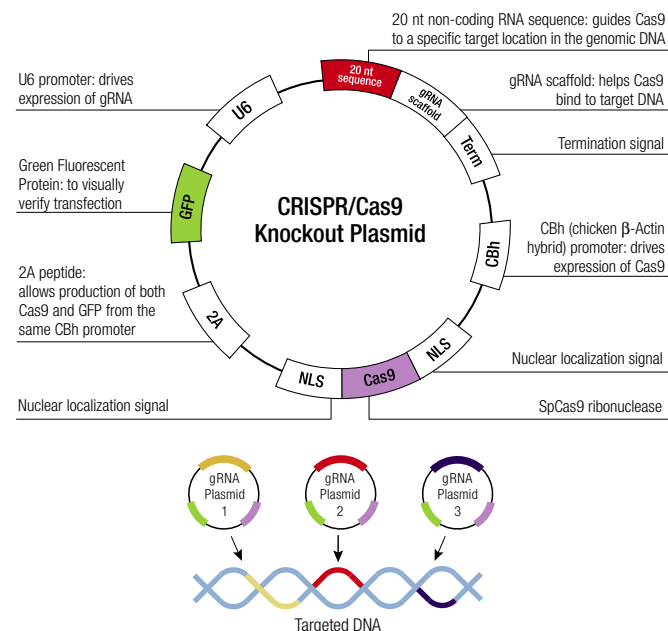 20 nt non-coding RNA sequence: guides Cas9
to a specific target location in the genomic DNA
U6 promoter: drives
expression of gRNA
gRNA scaffold: helps Cas9
bind to target DNA
Termination signal
Green Fluorescent
Protein: to visually
verify transfection
CBh (chicken β-Actin
hybrid) promoter: drives
expression of Cas9
2A peptide:
allows production of both
Cas9 and GFP from the
same CBh promoter
Nuclear localization signal
Nuclear localization signal
SpCas9 ribonuclease
20 nt
sequence
gRNA
scaffold
Term
CBh
NLS
Cas9
NLS
2A
GFP
U6
CRISPR/Cas9
Knockout Plasmid
gRNA
Plasmid
1
gRNA
Plasmid
2
gRNA
Plasmid
3
Targeted DNA